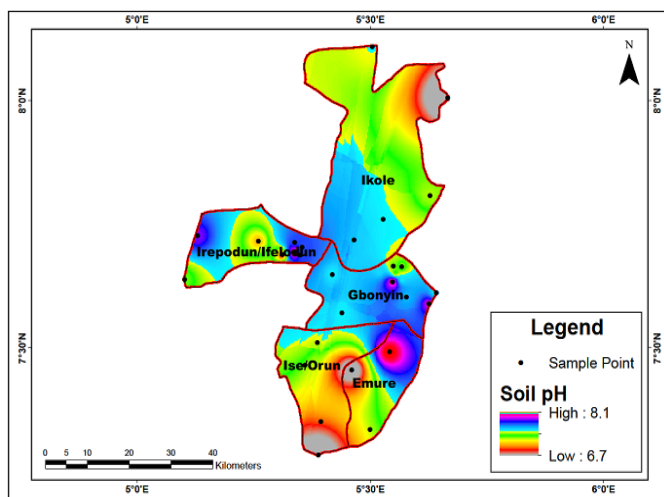 5°0'E 5°30'E 6°0'E
N
8°0'N 8°0'N
Ikole
Irepodun/Ifelodun
Gbonyin
7°30'N 7°30'N
Ise/Orun
Emure
Legend
Sample Point
Soil pH
High : 8.1
Low : 6.7
0 5 10 20 30 40
Kilometers
5°0'E 5°30'E 6°0'E